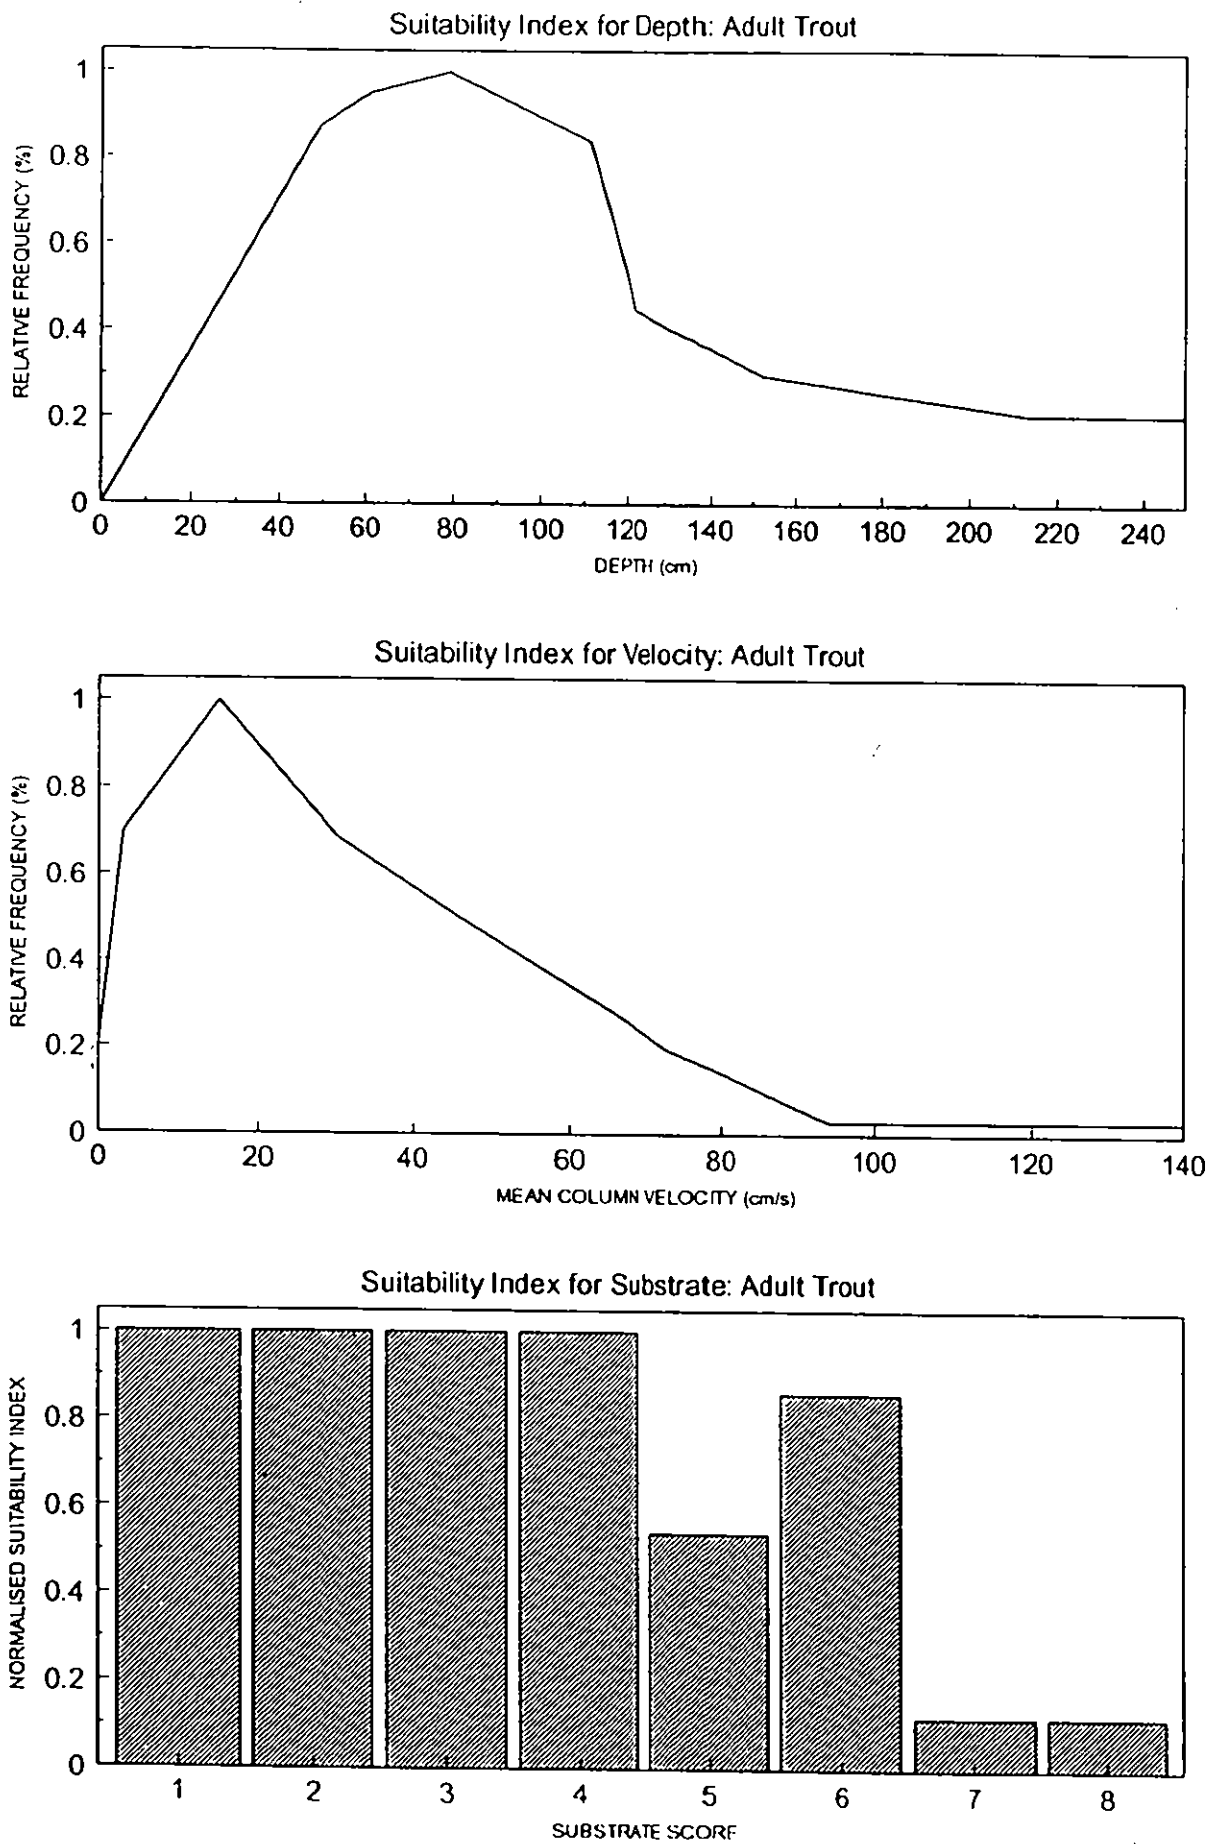 Suitability Index for Depth: Adult Trout
RELATIVE FREQUENCY (%)
1
0.8
0.6
0.4
0.2
0
0 20 40 60 80 100 120 140 160 180 200 220 240
DEPTH (cm)
Suitability Index for Velocity: Adult Trout
RELATIVE FREQUENCY (%)
1
0.8
0.6
0.4
0.2
0
0 20 40 60 80 100 120 140
MEAN COLUMN VELOCITY (cm/s)
Suitability Index for Substrate: Adult Trout
NORMALISED SUITABILITY INDEX
1
0.8
0.6
0.4
0.2
0
1 2 3 4 5 6 7 8
SUBSTRATE SCORE